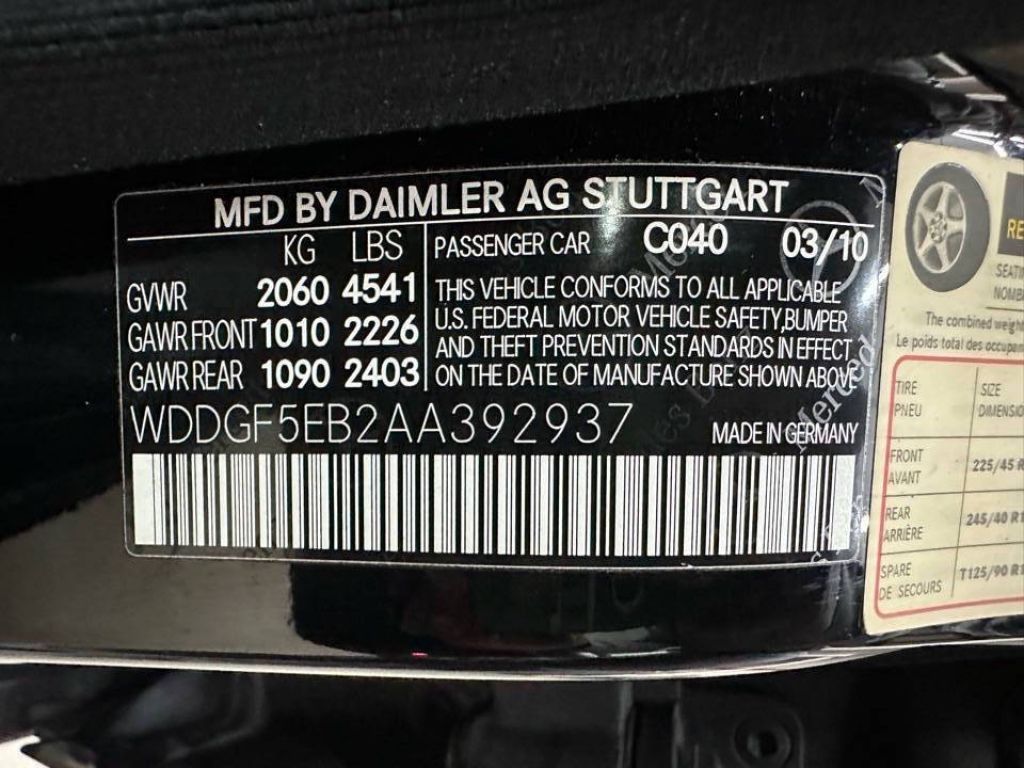 MFD BY DAIMLER AG STUTTGART
KG LBS
GVWR 2060 4541
GAWR FRONT 1010 2226
GAWR REAR 1090 2403
PASSENGER CAR C040 03/10
THIS VEHICLE CONFORMS TO ALL APPLICABLE
U.S. FEDERAL MOTOR VEHICLE SAFETY,BUMPER
AND THEFT PREVENTION STANDARDS IN EFFECT
ON THE DATE OF MANUFACTURE SHOWN ABOVE
WDDGF5EB2AA392937
MADE IN GERMANY
The combined weight
Le poids total des occupan
TIRE SIZE
PNEU DIMENSIO
FRONT
AVANT
225/45 R
REAR
ARRIÈRE
245/40 R1
SPARE
DE SECOURS
T125/90 R1